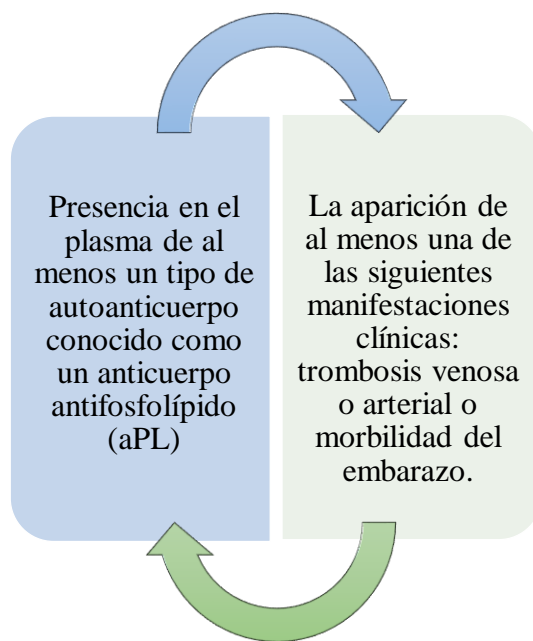 Presencia en el
plasma de al
menos un tipo de
autoanticuerpo
conocido como
un anticuerpo
antifosfolípido
(aPL)
La aparición de
al menos una de
las siguientes
manifestaciones
clínicas:
trombosis venosa
o arterial o
morbilidad del
embarazo.